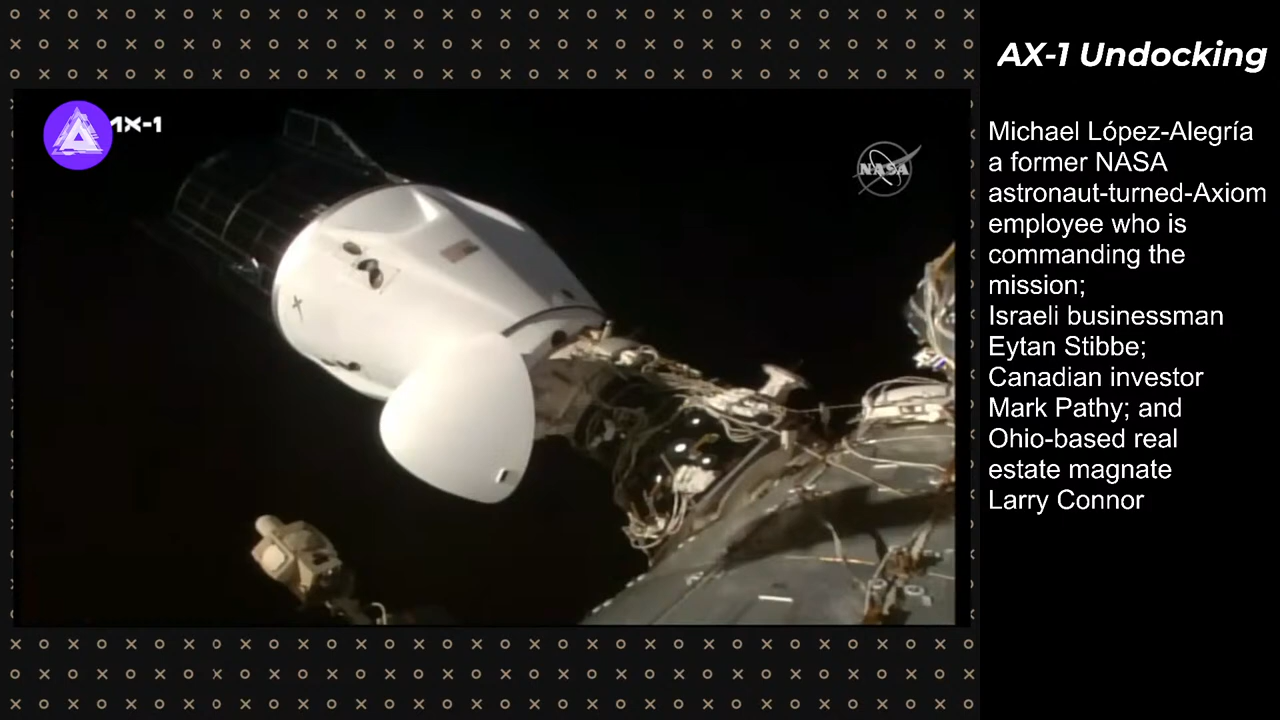 AX-1 Undocking
AX-1
NASA
Michael López-Alegría
a former NASA
astronaut-turned-Axiom
employee who is
commanding the
mission;
Israeli businessman
Eytan Stibbe;
Canadian investor
Mark Pathy; and
Ohio-based real
estate magnate
Larry Connor